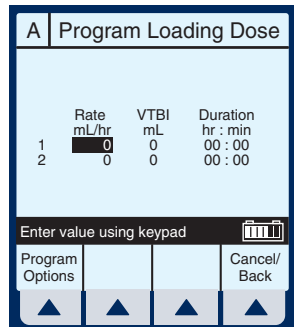 A Program Loading Dose
Rate VTBI Duration
mL/hr mL hr : min
1 0 0 00 : 00
2 0 0 00 : 00
Enter value using keypad
Program Options Cancel/ Back